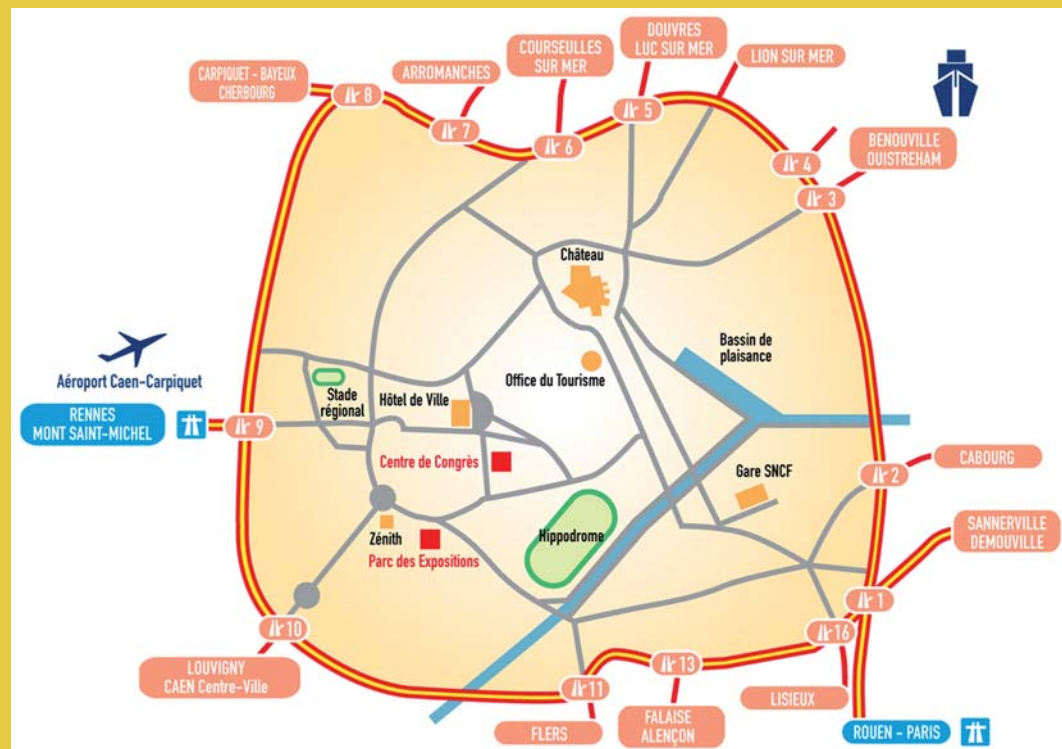 DOUVRES
LUC SUR MER
COURSEULLES
SUR MER
LION SUR MER
ARROMANCHES
CARPIQUET - BAYEUX
CHERBOURG
8
7
6
5
4
BENOUVILLE
OUISTREHAM
3
Château
Bassin de
plaisance
Aéroport Caen-Carpiquet
Office du Tourisme
Stade
régional
Hôtel de Ville
RENNES
MONT SAINT-MICHEL
9
Centre de Congrès
Gare SNCF
2
CABOURG
SANNERVILLE
DEMOUVILLE
Zénith
Hippodrome
Parc des Expositions
1
10
16
13
11
LOUVIGNY
CAEN Centre-Ville
LISIEUX
FLERS
FALAISE
ALENÇON
ROUEN - PARIS